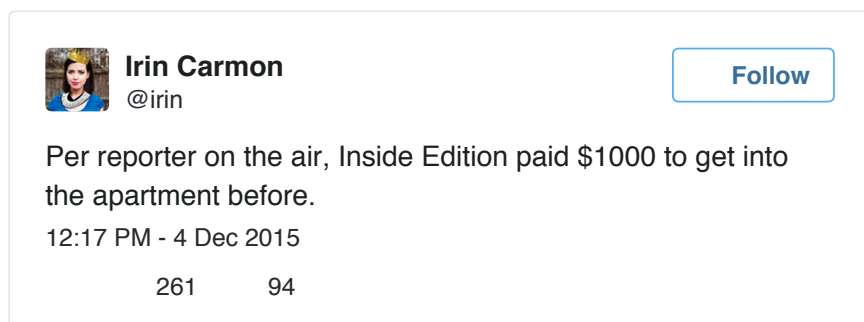 Irin Carmon
@irin
Follow
Per reporter on the air, Inside Edition paid $1000 to get into
the apartment before.
12:17 PM - 4 Dec 2015
261 94